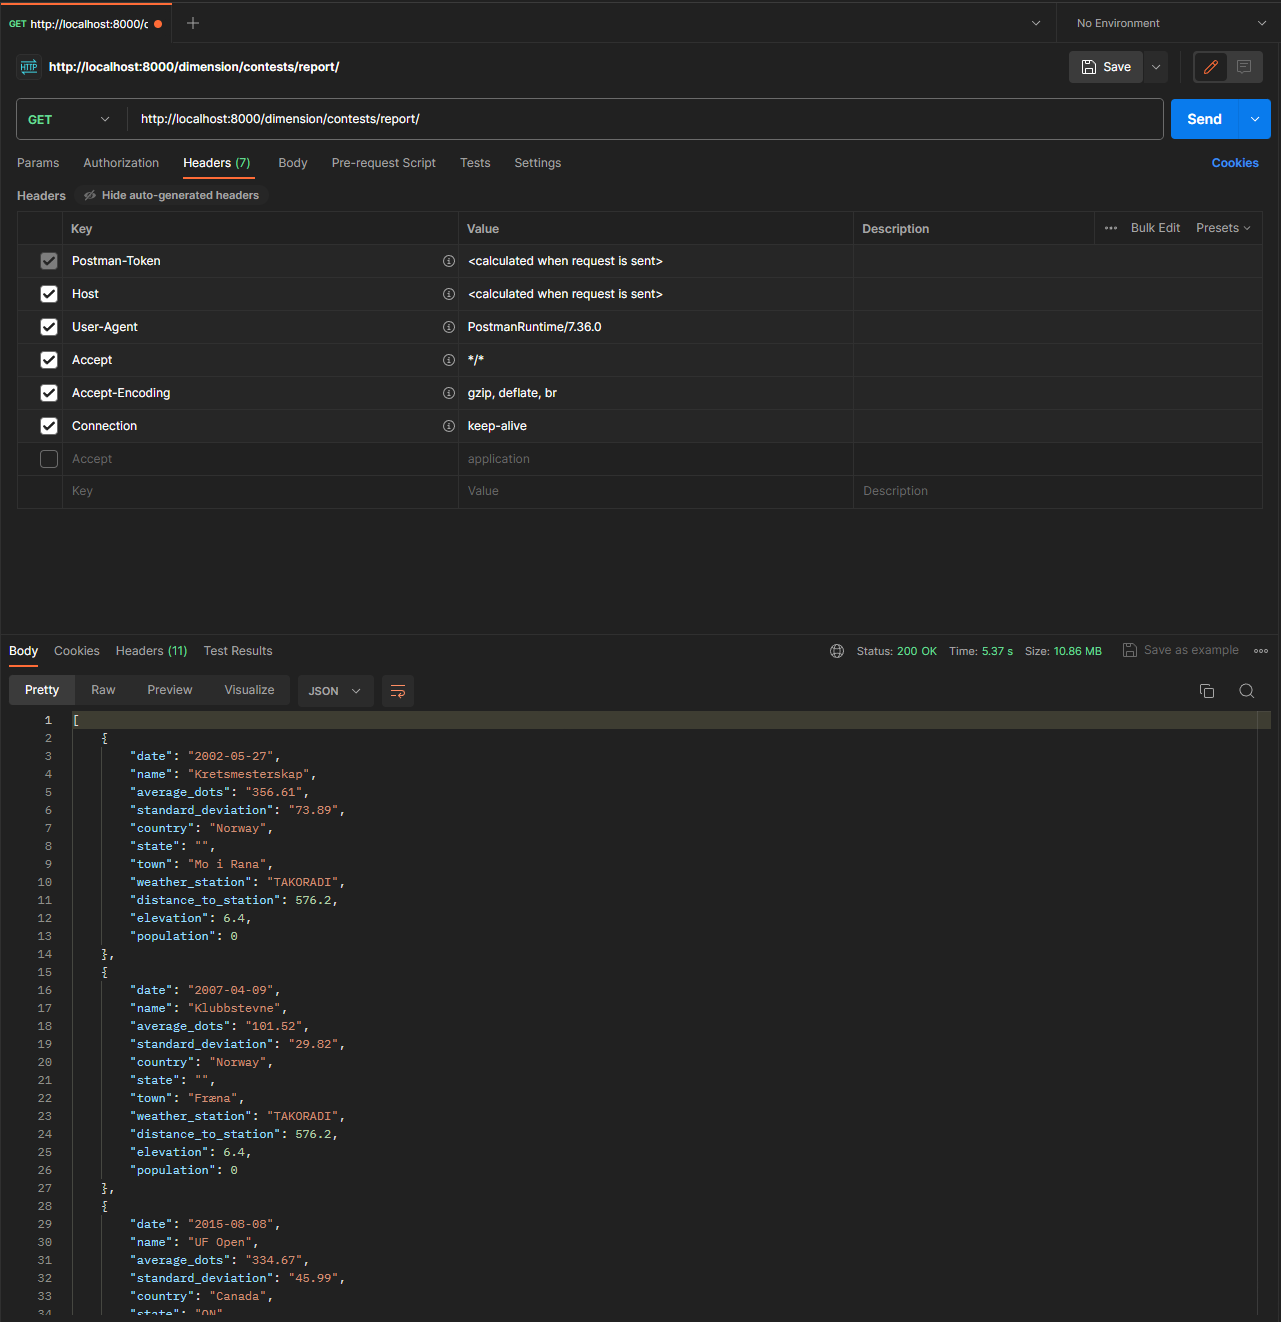 GET http://localhost:8000/c
No Environment
HTTP http://localhost:8000/dimension/contests/report/
Save
GET http://localhost:8000/dimension/contests/report/
Send
Params Authorization Headers (7) Body Pre-request Script Tests Settings Cookies
Headers Hide auto-generated headers
Key Value Description ••• Bulk Edit Presets
Postman-Token <calculated when request is sent>
Host <calculated when request is sent>
User-Agent PostmanRuntime/7.36.0
Accept */*
Accept-Encoding gzip, deflate, br
Connection keep-alive
Accept application
Key Value Description
Body Cookies Headers (11) Test Results Status: 200 OK Time: 5.37 s Size: 10.86 MB Save as example
Pretty Raw Preview Visualize JSON
1 [
2 {
3 "date": "2002-05-27",
4 "name": "Kretsmesterskap",
5 "average_dots": "356.61",
6 "standard_deviation": "73.89",
7 "country": "Norway",
8 "state": "",
9 "town": "Mo i Rana",
10 "weather_station": "TAKORADI",
11 "distance_to_station": 576.2,
12 "elevation": 6.4,
13 "population": 0
14 },
15 {
16 "date": "2007-04-09",
17 "name": "Klubbstevne",
18 "average_dots": "101.52",
19 "standard_deviation": "29.82",
20 "country": "Norway",
21 "state": "",
22 "town": "Fræna",
23 "weather_station": "TAKORADI",
24 "distance_to_station": 576.2,
25 "elevation": 6.4,
26 "population": 0
27 },
28 {
29 "date": "2015-08-08",
30 "name": "UF Open",
31 "average_dots": "334.67",
32 "standard_deviation": "45.99",
33 "country": "Canada",
34 "state": "ON"